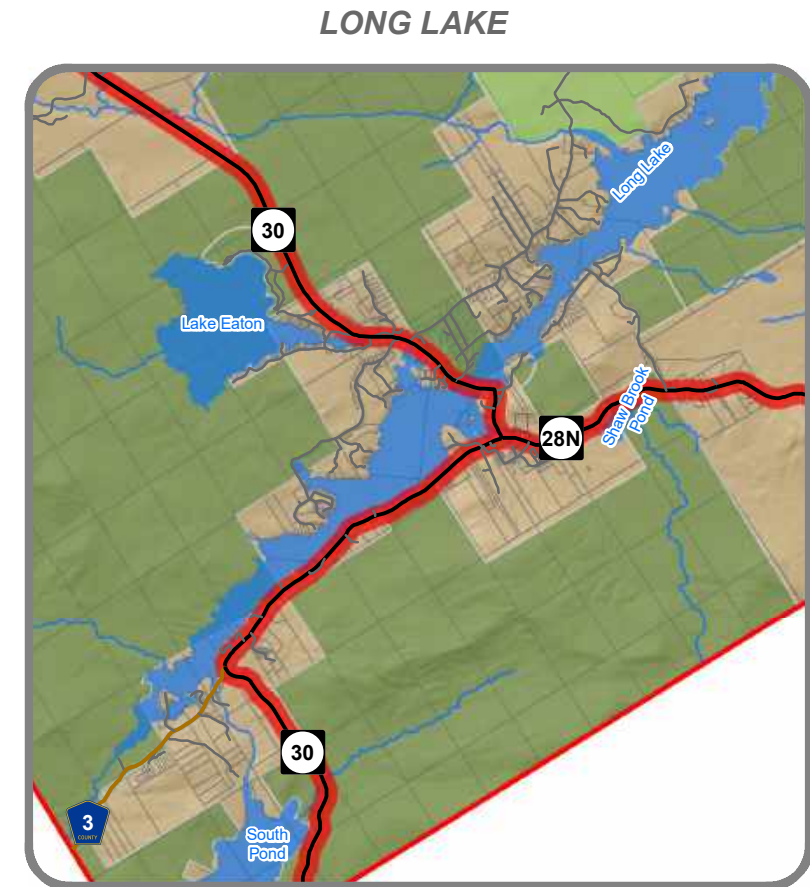 LONG LAKE
Long Lake
30
Lake Eaton
Shaw Brook
Pond
28N
30
3
COUNTY
South
Pond